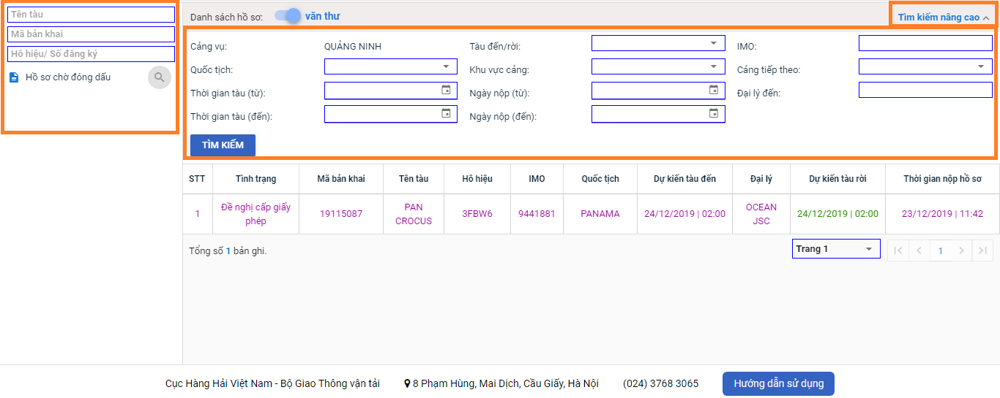 Tên tàu
Mã bản khai
Hô hiệu/ Số đăng ký
Hồ sơ chờ đóng dấu
Danh sách hồ sơ: văn thư
Tìm kiếm nâng cao
Cảng vụ: QUẢNG NINH Tàu đến/rời: IMO:
Quốc tịch: Khu vực cảng: Cảng tiếp theo:
Thời gian tàu (từ): Ngày nộp (từ): Đại lý đến:
Thời gian tàu (đến): Ngày nộp (đến):
TÌM KIẾM
STT Tình trạng Mã bản khai Tên tàu Hô hiệu IMO Quốc tịch Dự kiến tàu đến Đại lý Dự kiến tàu rời Thời gian nộp hồ sơ
1 Đề nghị cấp giấy phép 19115087 PAN CROCUS 3FBW6 9441881 PANAMA 24/12/2019 | 02:00 OCEAN JSC 24/12/2019 | 02:00 23/12/2019 | 11:42
Tổng số 1 bản ghi. Trang 1 1
Cục Hàng Hải Việt Nam - Bộ Giao Thông vận tải 8 Phạm Hùng, Mai Dịch, Cầu Giấy, Hà Nội (024) 3768 3065 Hướng dẫn sử dụng